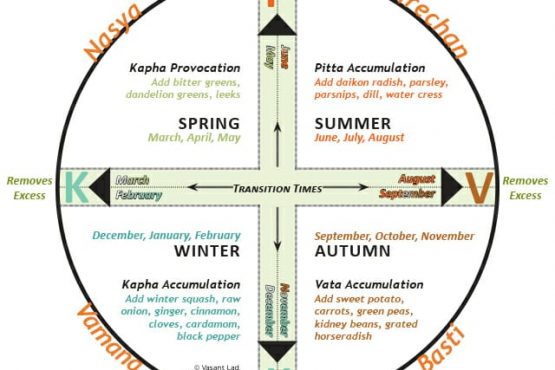 Nasya
Kapha Provocation
Add bitter greens,
dandelion greens, leeks
SPRING
March, April, May
June
May
Pitta Accumulation
Add daikon radish, parsley,
parsnips, dill, water cress
SUMMER
June, July, August
Removes
Excess
K
March
February
TRANSITION TIMES
August
September
V
Removes
Excess
December, January, February
WINTER
Kapha Accumulation
Add winter squash, raw
onion, ginger, cinnamon,
cloves, cardamom,
black pepper
November
December
September, October, November
AUTUMN
Vata Accumulation
Add sweet potato,
carrots, green peas,
kidney beans, grated
horseradish
Basti
© Vasant Lad.